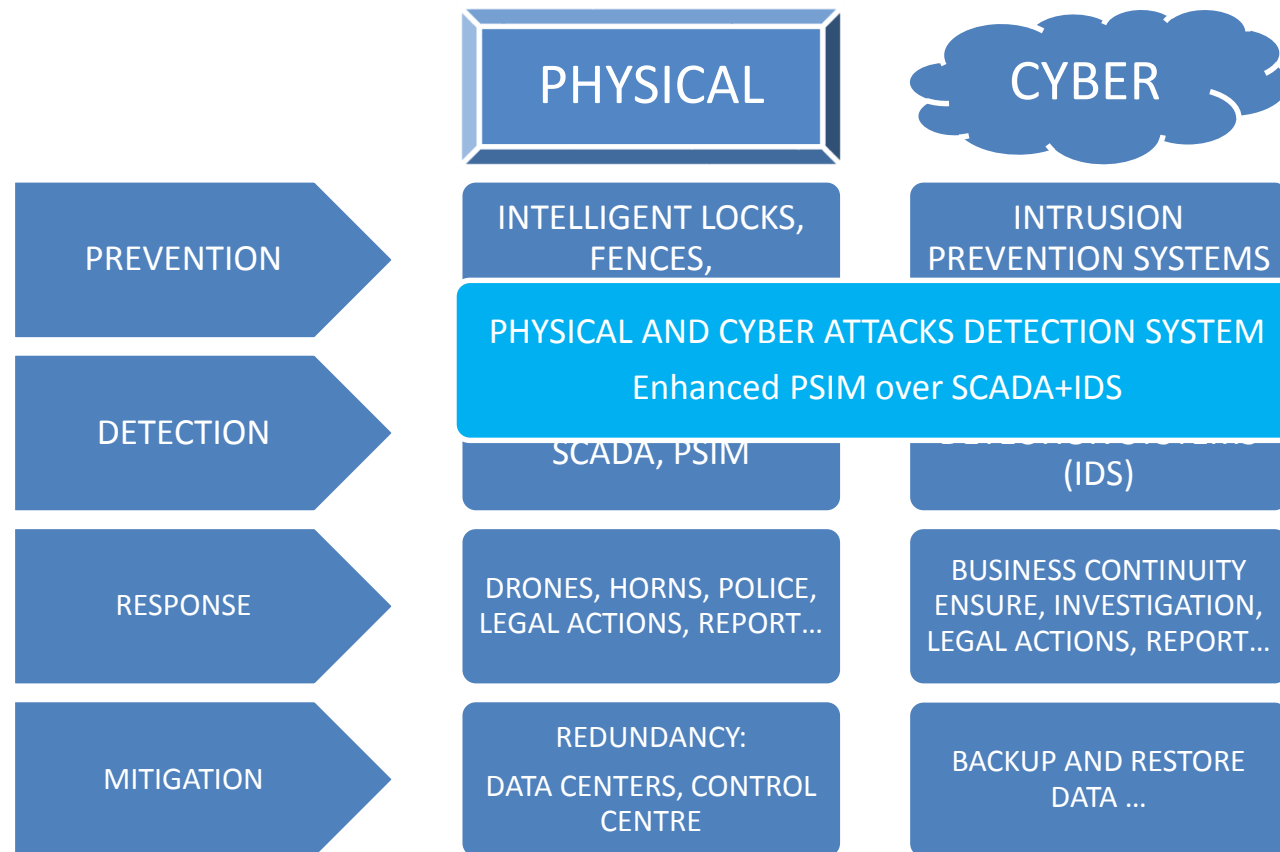 PHYSICAL
CYBER
PREVENTION
INTELLIGENT LOCKS,
FENCES,
INTRUSION
PREVENTION SYSTEMS
PHYSICAL AND CYBER ATTACKS DETECTION SYSTEM
Enhanced PSIM over SCADA+IDS
DETECTION
SCADA, PSIM
(IDS)
RESPONSE
DRONES, HORNS, POLICE,
LEGAL ACTIONS, REPORT…
BUSINESS CONTINUITY
ENSURE, INVESTIGATION,
LEGAL ACTIONS, REPORT…
MITIGATION
REDUNDANCY:
DATA CENTERS, CONTROL
CENTRE
BACKUP AND RESTORE
DATA …